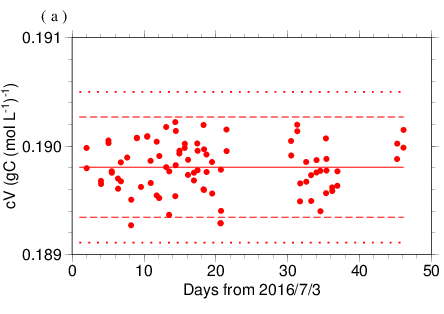 ( a )
0.191
0.190
0.189
cV (gC (mol L⁻¹)⁻¹)
0 10 20 30 40 50
Days from 2016/7/3